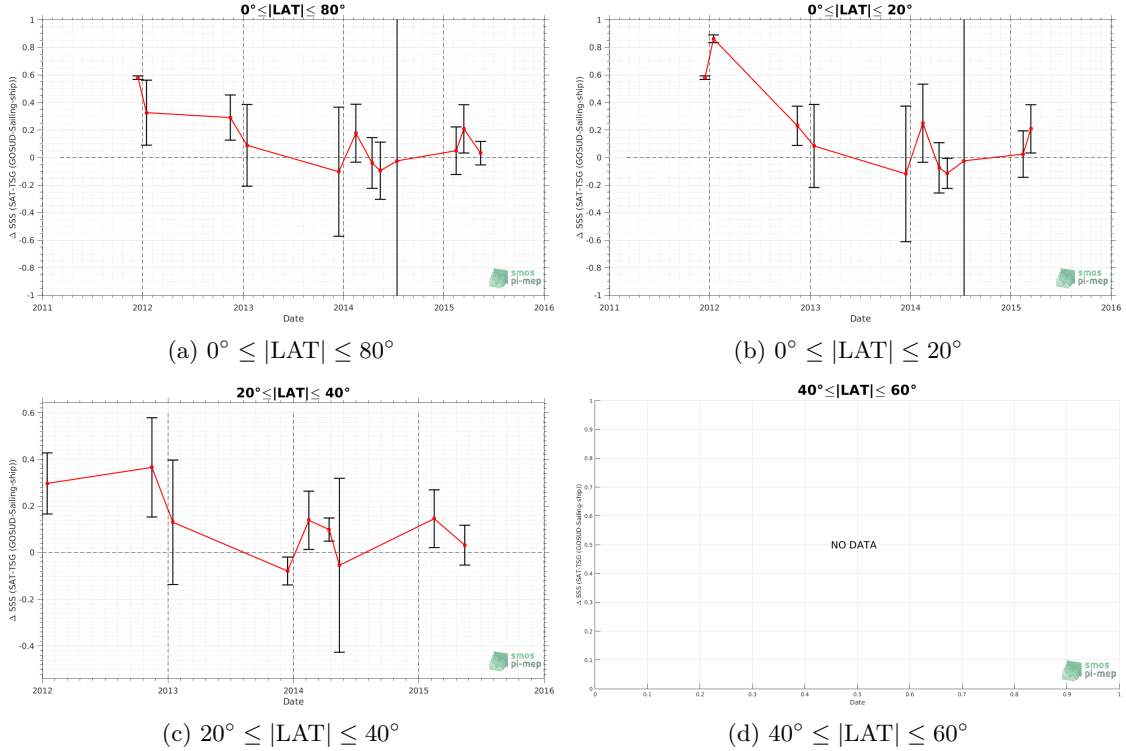 0°≤|LAT|≤ 80°
Δ SSS (SAT-TSG (GOSUD-Sailing-ship))
1
0.8
0.6
0.4
0.2
0
-0.2
-0.4
-0.6
-0.8
-1
2011
2012
2013
2014
2015
2016
Date
smos
pi-mep
(a) 0° ≤ |LAT| ≤ 80°
0°≤|LAT|≤ 20°
Δ SSS (SAT-TSG (GOSUD-Sailing-ship))
1
0.8
0.6
0.4
0.2
0
-0.2
-0.4
-0.6
-0.8
-1
2011
2012
2013
2014
2015
2016
Date
smos
pi-mep
(b) 0° ≤ |LAT| ≤ 20°
20°≤|LAT|≤ 40°
Δ SSS (SAT-TSG (GOSUD-Sailing-ship))
0.6
0.4
0.2
0
-0.2
-0.4
2012
2013
2014
2015
2016
Date
smos
pi-mep
(c) 20° ≤ |LAT| ≤ 40°
40°≤|LAT|≤ 60°
Δ SSS (SAT-TSG (GOSUD-Sailing-ship))
1
0.9
0.8
0.7
0.6
0.5
0.4
0.3
0.2
0.1
0
NO DATA
0
0.1
0.2
0.3
0.4
0.5
0.6
0.7
0.8
0.9
1
Date
smos
pi-mep
(d) 40° ≤ |LAT| ≤ 60°